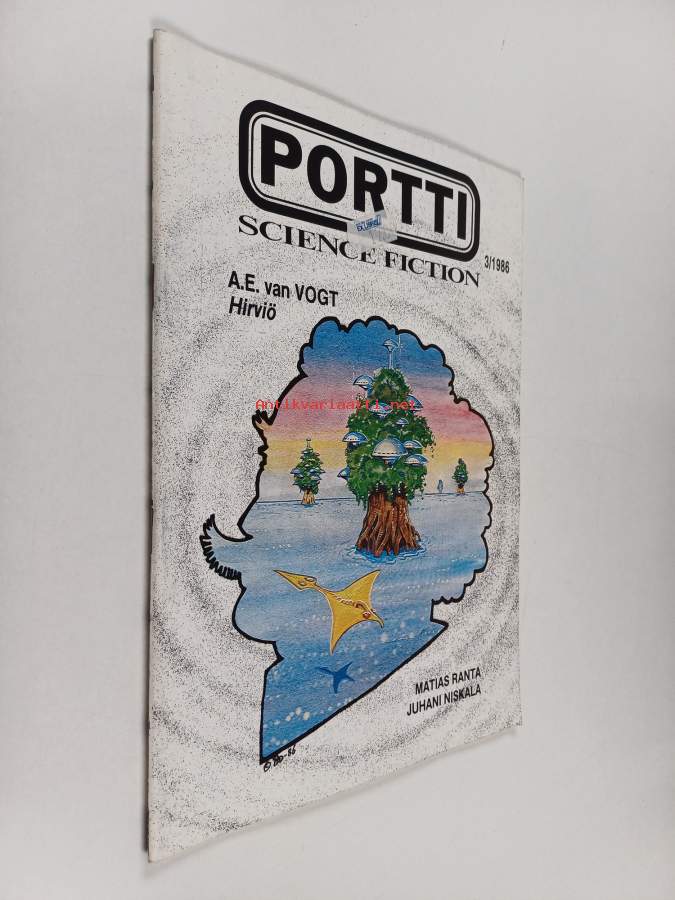 PORTTI
SCIENCE FICTION
3/1986
A.E. van VOGT
Hirviö
Antikvariaatti.net
MATIAS RANTA
JUHANI NISKALA